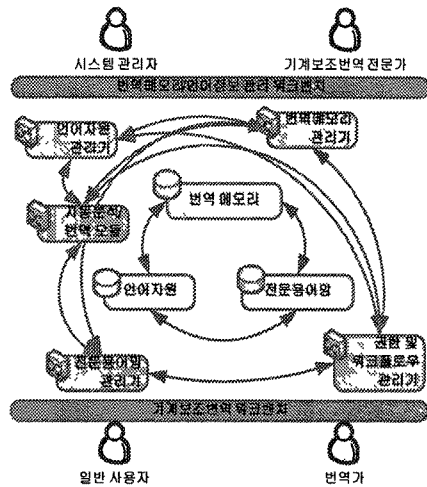 시스템 관리자
기계보조번역 전문가
번역메모리/언어정보 관리 워크벤치
언어자원
관리기
번역메모리
관리기
자동분석/
번역 모듈
번역 메모리
언어자원
전문용어망
전문용어망
관리기
권한 및
워크플로우
관리기
기계보조번역 워크벤치
일반 사용자
번역가